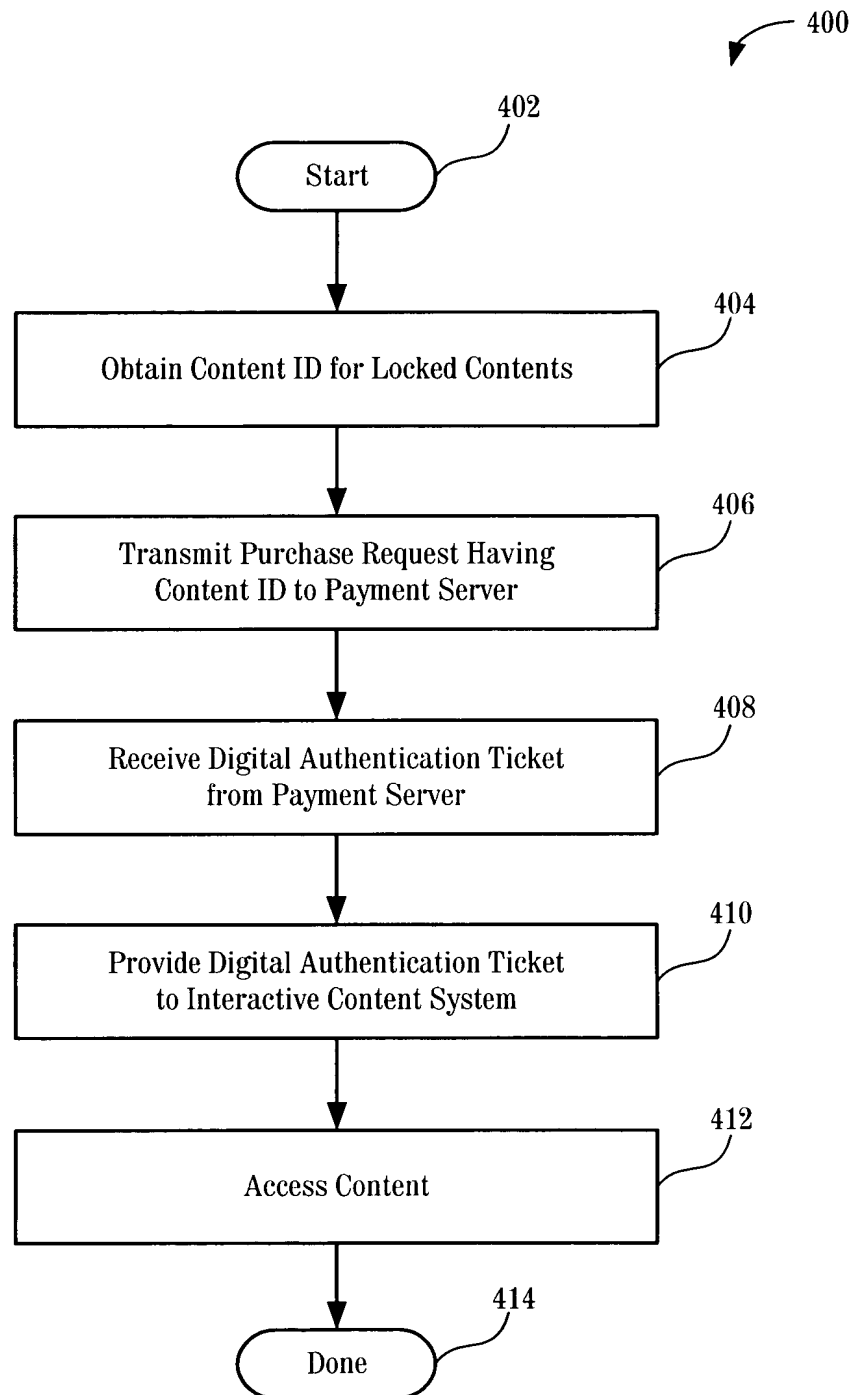 400
402
Start
404
Obtain Content ID for Locked Contents
406
Transmit Purchase Request Having
Content ID to Payment Server
408
Receive Digital Authentication Ticket
from Payment Server
410
Provide Digital Authentication Ticket
to Interactive Content System
412
Access Content
414
Done